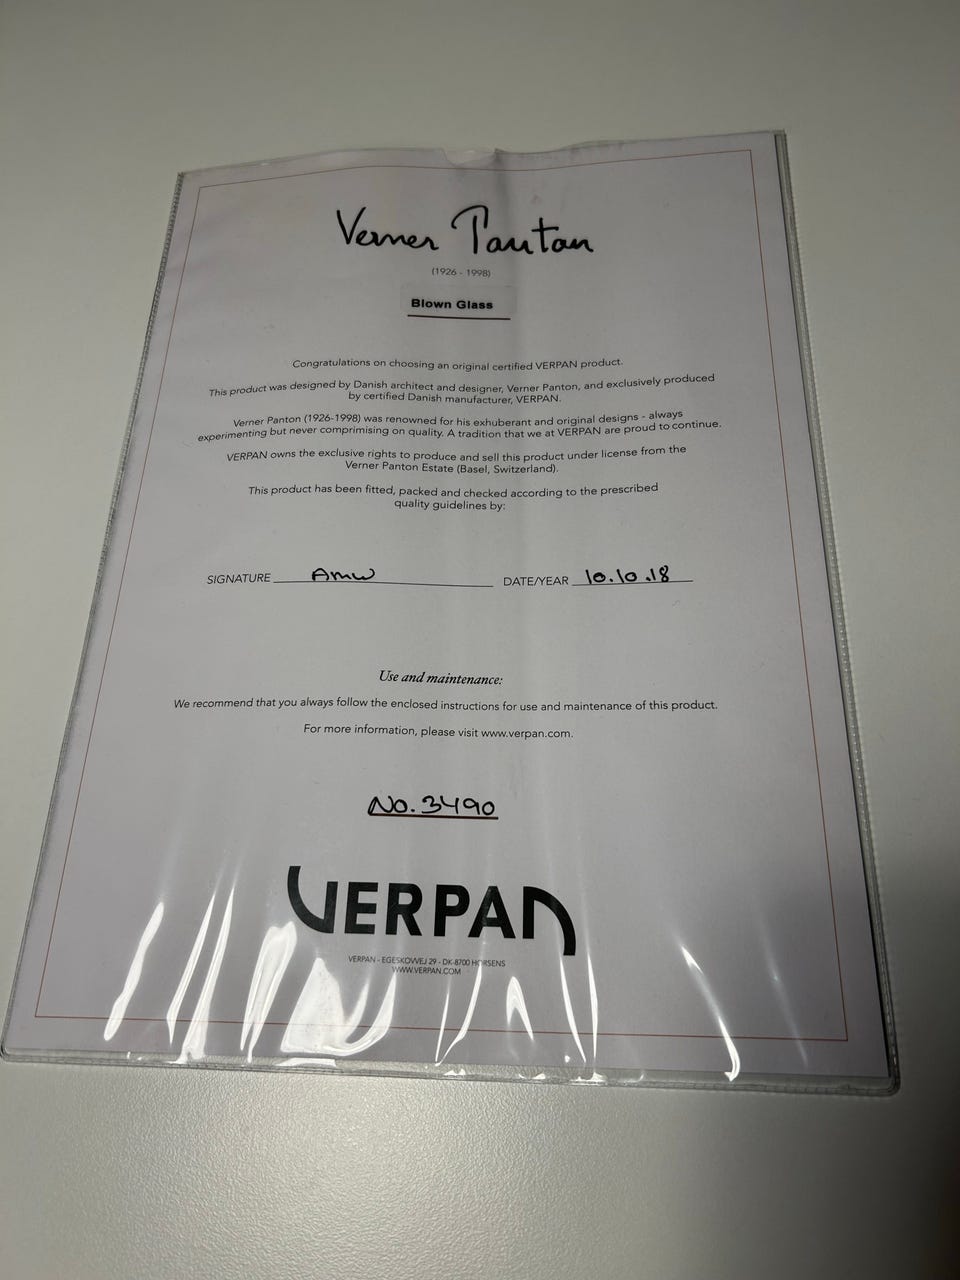 Verner Panton
(1926 - 1998)
Blown Glass
Congratulations on choosing an original certified VERPAN product.
This product was designed by Danish architect and designer, Verner Panton, and exclusively produced
by certified Danish manufacturer, VERPAN.
Verner Panton (1926-1998) was renowned for his exhuberant and original designs - always
experimenting but never comprimising on quality. A tradition that we at VERPAN are proud to continue.
VERPAN owns the exclusive rights to produce and sell this product under license from the
Verner Panton Estate (Basel, Switzerland).
This product has been fitted, packed and checked according to the prescribed
quality guidelines by:
SIGNATURE AMW DATE/YEAR 10.10.18
Use and maintenance:
We recommend that you always follow the enclosed instructions for use and maintenance of this product.
For more information, please visit www.verpan.com.
No. 3490
VERPAN
VERPAN - EGESKOVVEJ 29 - DK-8700 HORSENS
WWW.VERPAN.COM